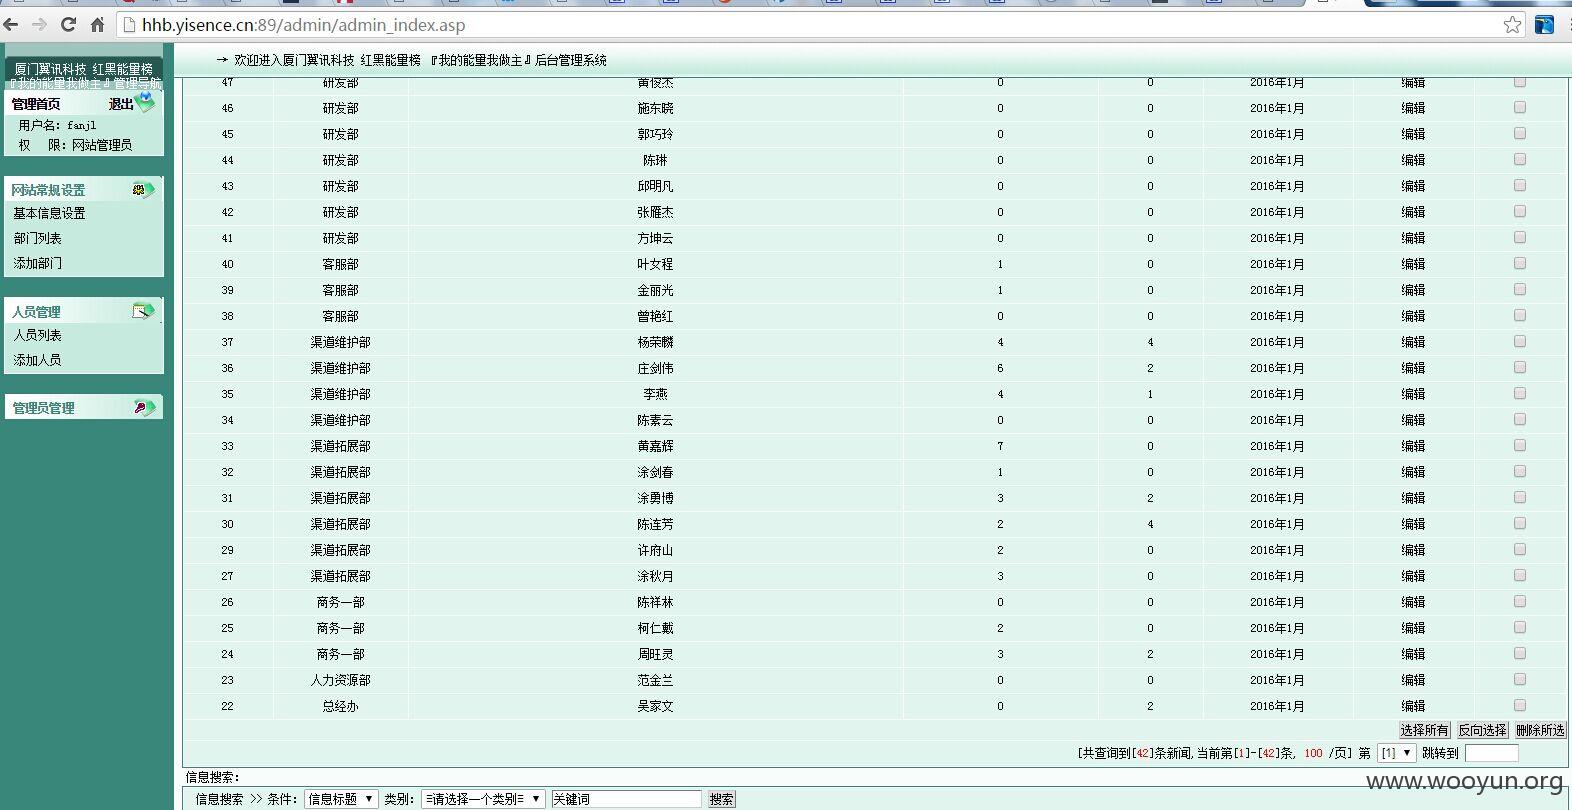 hhb.yisence.cn:89/admin/admin_index.asp
→ 欢迎进入厦门翼讯科技 红黑能量榜 『我的能量我做主』后台管理系统
厦门翼讯科技 红黑能量榜
『我的能量我做主』管理导航
管理首页 退出
用户名：fanjl
权 限：网站管理员
网站常规设置
基本信息设置
部门列表
添加部门
人员管理
人员列表
添加人员
管理员管理
47 研发部 黄俊杰 0 0 2016年1月 编辑
46 研发部 施东晓 0 0 2016年1月 编辑
45 研发部 郭巧玲 0 0 2016年1月 编辑
44 研发部 陈琳 0 0 2016年1月 编辑
43 研发部 邱明凡 0 0 2016年1月 编辑
42 研发部 张雁杰 0 0 2016年1月 编辑
41 研发部 方坤云 0 0 2016年1月 编辑
40 客服部 叶女程 1 0 2016年1月 编辑
39 客服部 金丽光 1 0 2016年1月 编辑
38 客服部 曾艳红 0 0 2016年1月 编辑
37 渠道维护部 杨荣麟 4 4 2016年1月 编辑
36 渠道维护部 庄剑伟 6 2 2016年1月 编辑
35 渠道维护部 李燕 4 1 2016年1月 编辑
34 渠道维护部 陈素云 0 0 2016年1月 编辑
33 渠道拓展部 黄嘉辉 7 0 2016年1月 编辑
32 渠道拓展部 涂剑春 1 0 2016年1月 编辑
31 渠道拓展部 涂勇博 3 2 2016年1月 编辑
30 渠道拓展部 陈连芳 2 4 2016年1月 编辑
29 渠道拓展部 许府山 2 0 2016年1月 编辑
27 渠道拓展部 涂秋月 3 0 2016年1月 编辑
26 商务一部 陈祥林 0 0 2016年1月 编辑
25 商务一部 柯仁戴 2 0 2016年1月 编辑
24 商务一部 周旺灵 3 2 2016年1月 编辑
23 人力资源部 范金兰 0 0 2016年1月 编辑
22 总经办 吴家文 0 2 2016年1月 编辑
选择所有 反向选择 删除所选
[共查询到[42]条新闻,当前第[1]-[42]条, 100 /页] 第 [1] 跳转到
信息搜索：
信息搜索 >> 条件： 信息标题 类别： ≡请选择一个类别≡ 关键词 搜索
www.wooyun.org